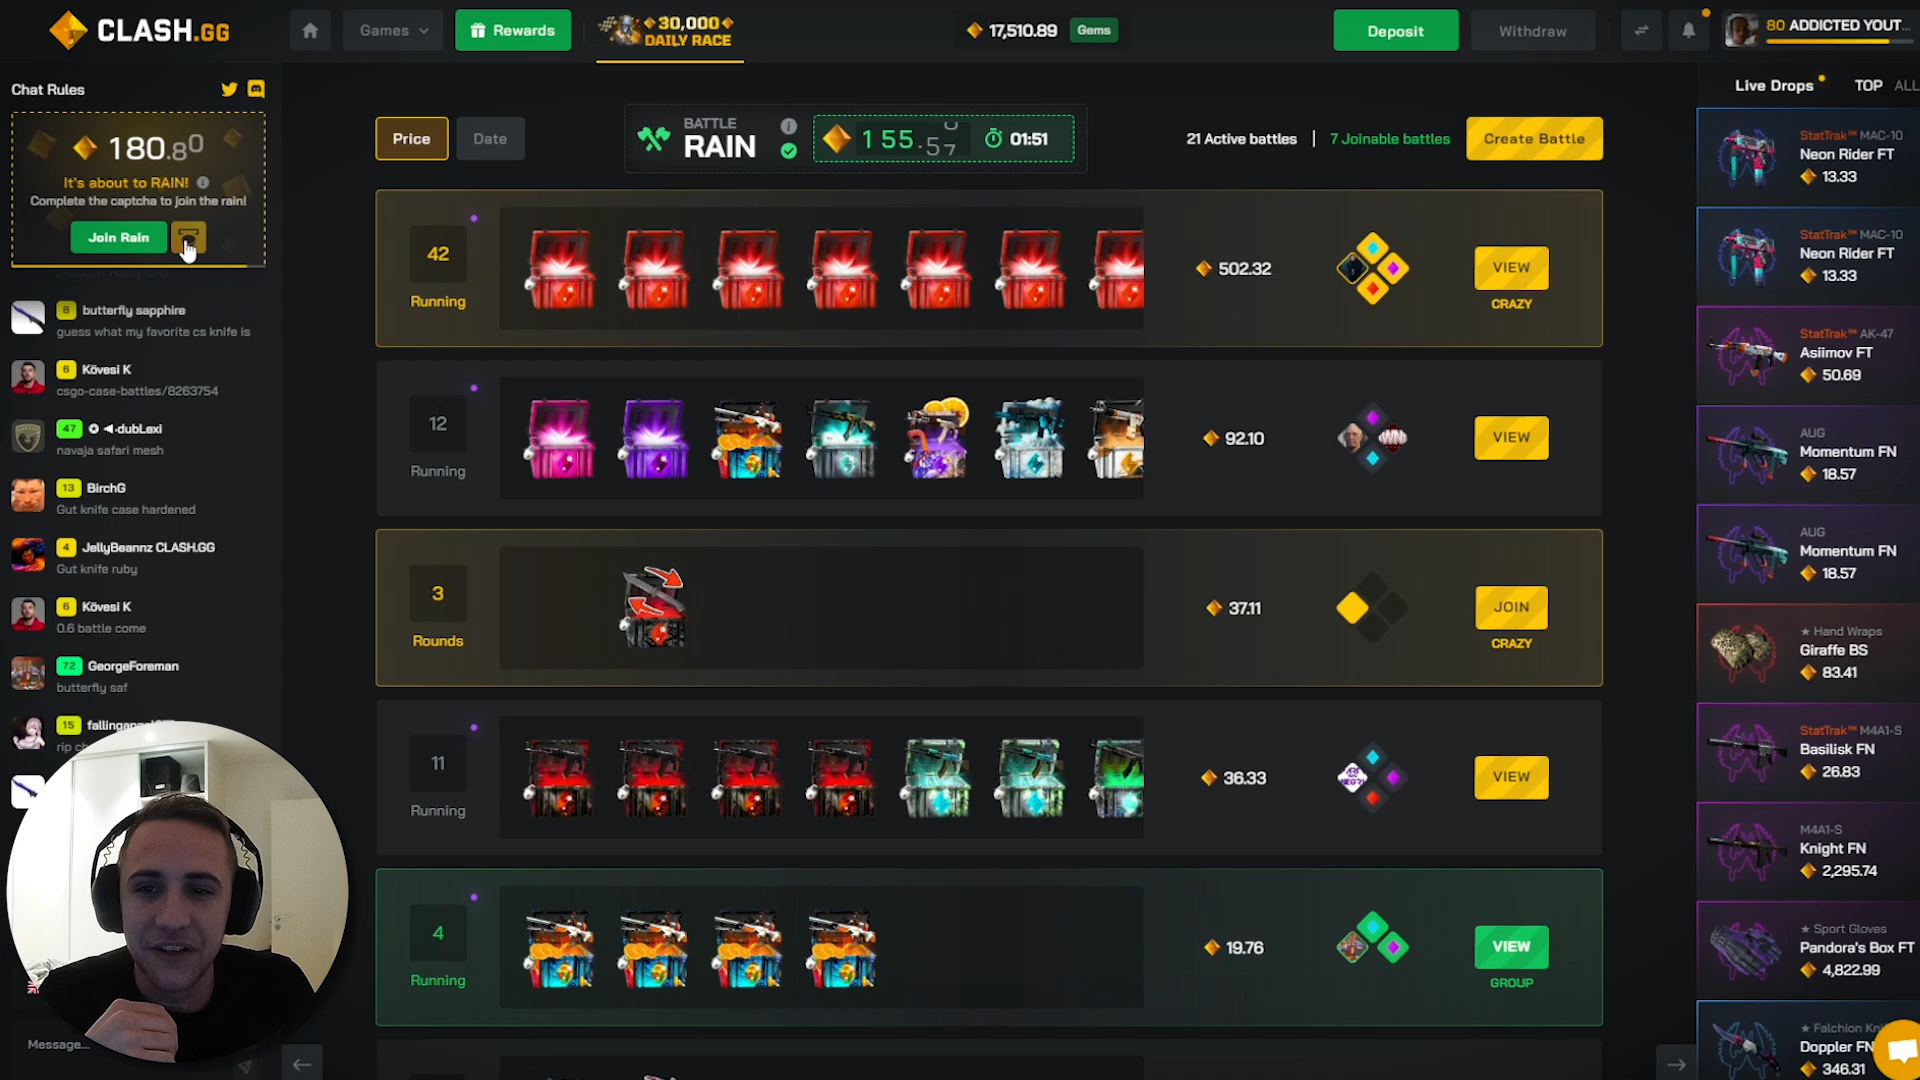 CLASH.GG
Games
Rewards
30,000
DAILY RACE
17,510.89
Gems
Deposit
Withdraw
80 ADDICTED YOUT...
Chat Rules
180.80
It's about to RAIN!
Complete the captcha to join the rain!
Join Rain
8 butterfly sapphire
guess what my favorite cs knife is
6 Kövesi K
csgo-case-battles/8263754
47 dubLexi
navaja safari mesh
13 BirchG
Gut knife case hardened
4 JellyBeannz CLASH.GG
Gut knife ruby
6 Kövesi K
0.6 battle come
72 GeorgeForeman
butterfly saf
15
rip
Message...
Price
Date
BATTLE
RAIN
155.57
01:51
21 Active battles
7 Joinable battles
Create Battle
42
Running
502.32
VIEW
CRAZY
12
Running
92.10
VIEW
3
Rounds
37.11
JOIN
CRAZY
11
Running
36.33
VIEW
4
Running
19.76
VIEW
GROUP
Live Drops
TOP
ALL
StatTrak™ MAC-10
Neon Rider FT
13.33
StatTrak™ MAC-10
Neon Rider FT
13.33
StatTrak™ AK-47
Asiimov FT
50.69
AUG
Momentum FN
18.57
AUG
Momentum FN
18.57
★ Hand Wraps
Giraffe BS
83.41
StatTrak™ M4A1-S
Basilisk FN
26.83
M4A1-S
Knight FN
2,295.74
★ Sport Gloves
Pandora's Box FT
4,822.99
★ Falchion Kni
Doppler FN
346.31